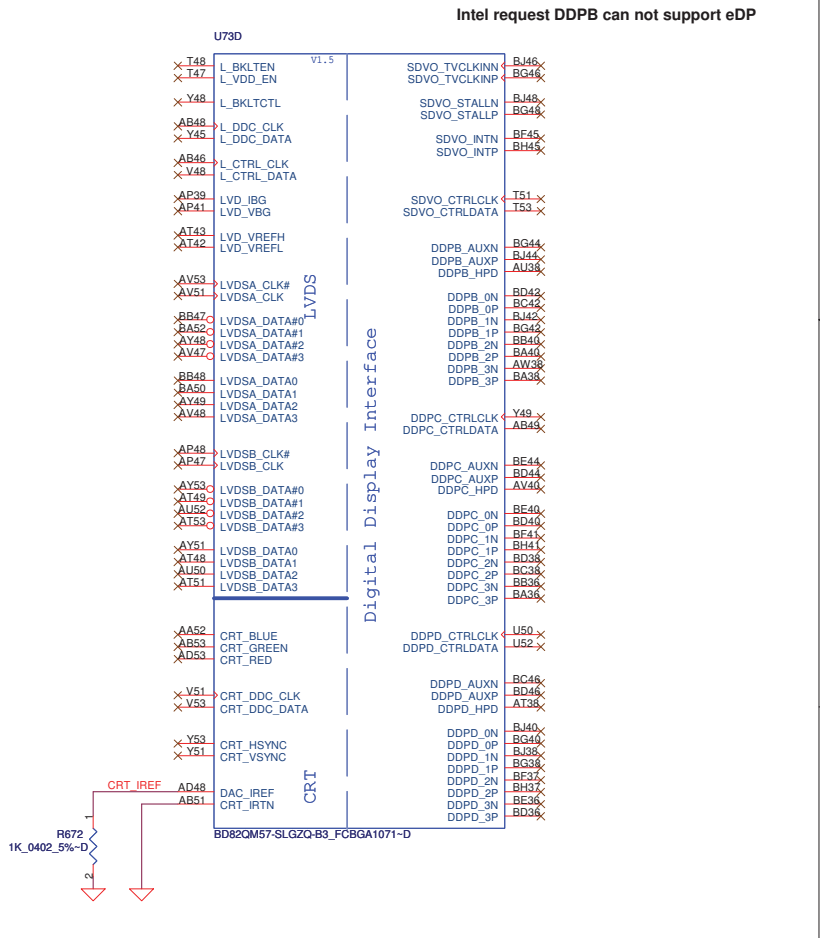 Intel request DDPB can not support eDP
U73D
V1.5
T48 L_BKLTEN
T47 L_VDD_EN
Y48 L_BKLTCTL
AB48 L_DDC_CLK
Y45 L_DDC_DATA
AB46 L_CTRL_CLK
V48 L_CTRL_DATA
AP39 LVD_IBG
AP41 LVD_VBG
AT43 LVD_VREFH
AT42 LVD_VREFL
AV53 LVDSA_CLK#
AV51 LVDSA_CLK
BB47 LVDSA_DATA#0
BA52 LVDSA_DATA#1
AY48 LVDSA_DATA#2
AV47 LVDSA_DATA#3
BB48 LVDSA_DATA0
BA50 LVDSA_DATA1
AY49 LVDSA_DATA2
AV48 LVDSA_DATA3
AP48 LVDSB_CLK#
AP47 LVDSB_CLK
AY53 LVDSB_DATA#0
AT49 LVDSB_DATA#1
AU52 LVDSB_DATA#2
AT53 LVDSB_DATA#3
AY51 LVDSB_DATA0
AT48 LVDSB_DATA1
AU50 LVDSB_DATA2
AT51 LVDSB_DATA3
AA52 CRT_BLUE
AB53 CRT_GREEN
AD53 CRT_RED
V51 CRT_DDC_CLK
V53 CRT_DDC_DATA
Y53 CRT_HSYNC
Y51 CRT_VSYNC
CRT_IREF AD48 DAC_IREF
AB51 CRT_IRTN
LVDS
CRT
Digital Display Interface
SDVO_TVCLKINN BJ46
SDVO_TVCLKINP BG46
SDVO_STALLN BJ48
SDVO_STALLP BG48
SDVO_INTN BF45
SDVO_INTP BH45
SDVO_CTRLCLK T51
SDVO_CTRLDATA T53
DDPB_AUXN BG44
DDPB_AUXP BJ44
DDPB_HPD AU38
DDPB_0N BD42
DDPB_0P BC42
DDPB_1N BJ42
DDPB_1P BG42
DDPB_2N BB40
DDPB_2P BA40
DDPB_3N AW38
DDPB_3P BA38
DDPC_CTRLCLK Y49
DDPC_CTRLDATA AB49
DDPC_AUXN BE44
DDPC_AUXP BD44
DDPC_HPD AV40
DDPC_0N BE40
DDPC_0P BD40
DDPC_1N BF41
DDPC_1P BH41
DDPC_2N BD38
DDPC_2P BC38
DDPC_3N BB36
DDPC_3P BA36
DDPD_CTRLCLK U50
DDPD_CTRLDATA U52
DDPD_AUXN BC46
DDPD_AUXP BD46
DDPD_HPD AT38
DDPD_0N BJ40
DDPD_0P BG40
DDPD_1N BJ38
DDPD_1P BG38
DDPD_2N BF37
DDPD_2P BH37
DDPD_3N BE36
DDPD_3P BD36
BD82QM57-SLGZQ-B3_FCBGA1071~D
1
R672
1K_0402_5%~D
2